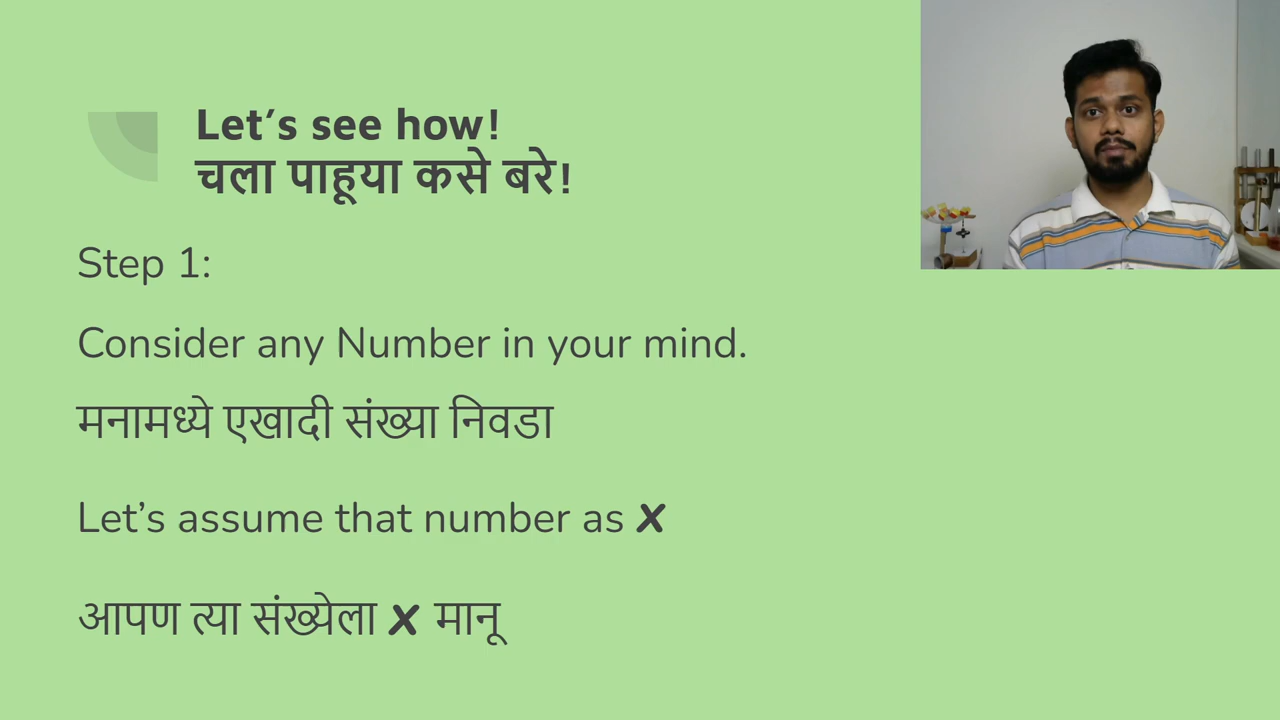 Let's see how!
चला पाहूया कसे बरे!
Step 1:
Consider any Number in your mind.
मनामध्ये एखादी संख्या निवडा
Let’s assume that number as x
आपण त्या संख्येला x मानू